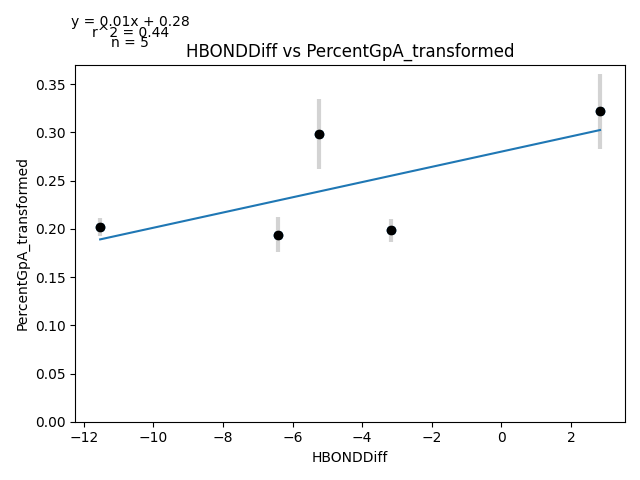 y = 0.01x + 0.28
r^2 = 0.44
n = 5
HBONDDiff vs PercentGpA_transformed
PercentGpA_transformed
0.35
0.30
0.25
0.20
0.15
0.10
0.05
0.00
−12
−10
−8
−6
−4
−2
0
2
HBONDDiff